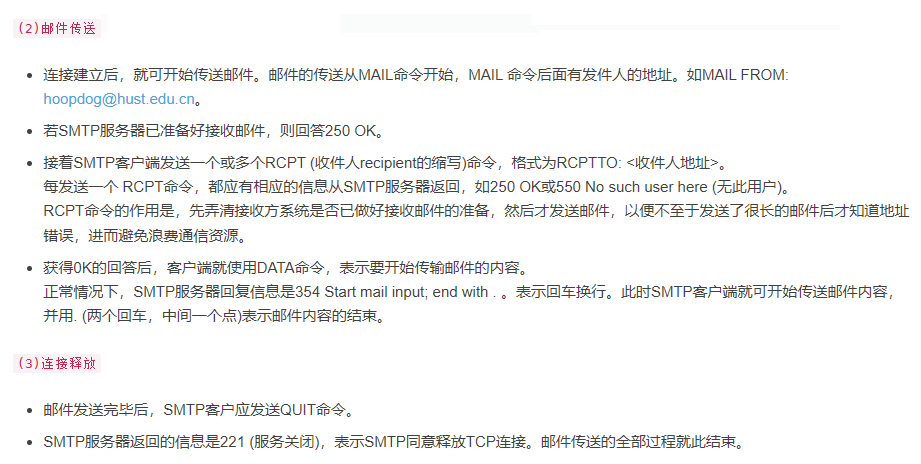 (2)邮件传送
连接建立后，就可开始传送邮件。邮件的传送从MAIL命令开始，MAIL 命令后面有发件人的地址。如MAIL FROM:
hoopdog@hust.edu.cn。
若SMTP服务器已准备好接收邮件，则回答250 OK。
接着SMTP客户端发送一个或多个RCPT (收件人recipient的缩写)命令，格式为RCPTTO: <收件人地址>。
每发送一个 RCPT命令，都应有相应的信息从SMTP服务器返回，如250 OK或550 No such user here (无此用户)。
RCPT命令的作用是，先弄清接收方系统是否已做好接收邮件的准备，然后才发送邮件，以便不至于发送了很长的邮件后才知道地址
错误，进而避免浪费通信资源。
获得0K的回答后，客户端就使用DATA命令，表示要开始传输邮件的内容。
正常情况下，SMTP服务器回复信息是354 Start mail input; end with . 。表示回车换行。此时SMTP客户端就可开始传送邮件内容，
并用. (两个回车，中间一个点)表示邮件内容的结束。
(3)连接释放
邮件发送完毕后，SMTP客户应发送QUIT命令。
SMTP服务器返回的信息是221 (服务关闭)，表示SMTP同意释放TCP连接。邮件传送的全部过程就此结束。